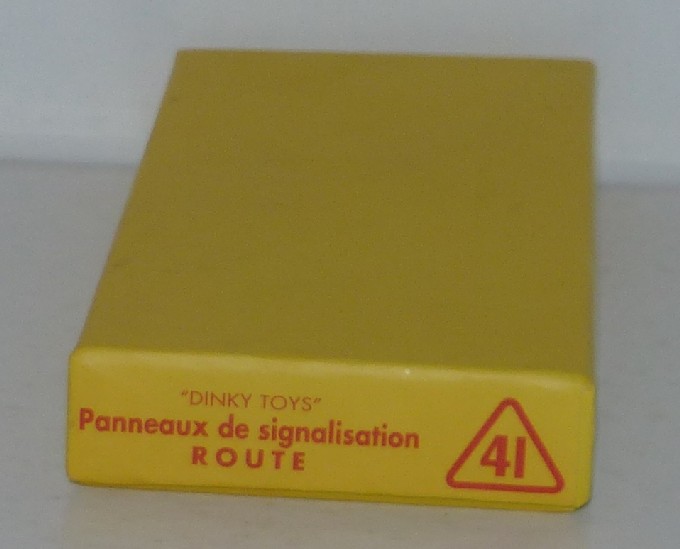 "DINKY TOYS"
Panneaux de signalisation
ROUTE
41